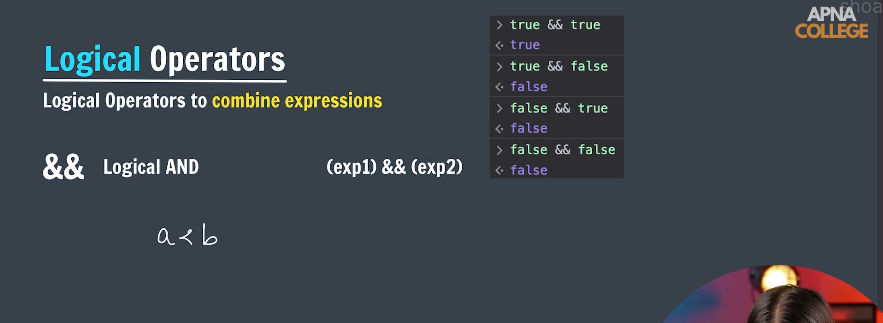 Logical Operators
Logical Operators to combine expressions
&& Logical AND (exp1) && (exp2)
a < b
> true && true
<· true
> true && false
<· false
> false && true
<· false
> false && false
<· false
APNA
COLLEGE